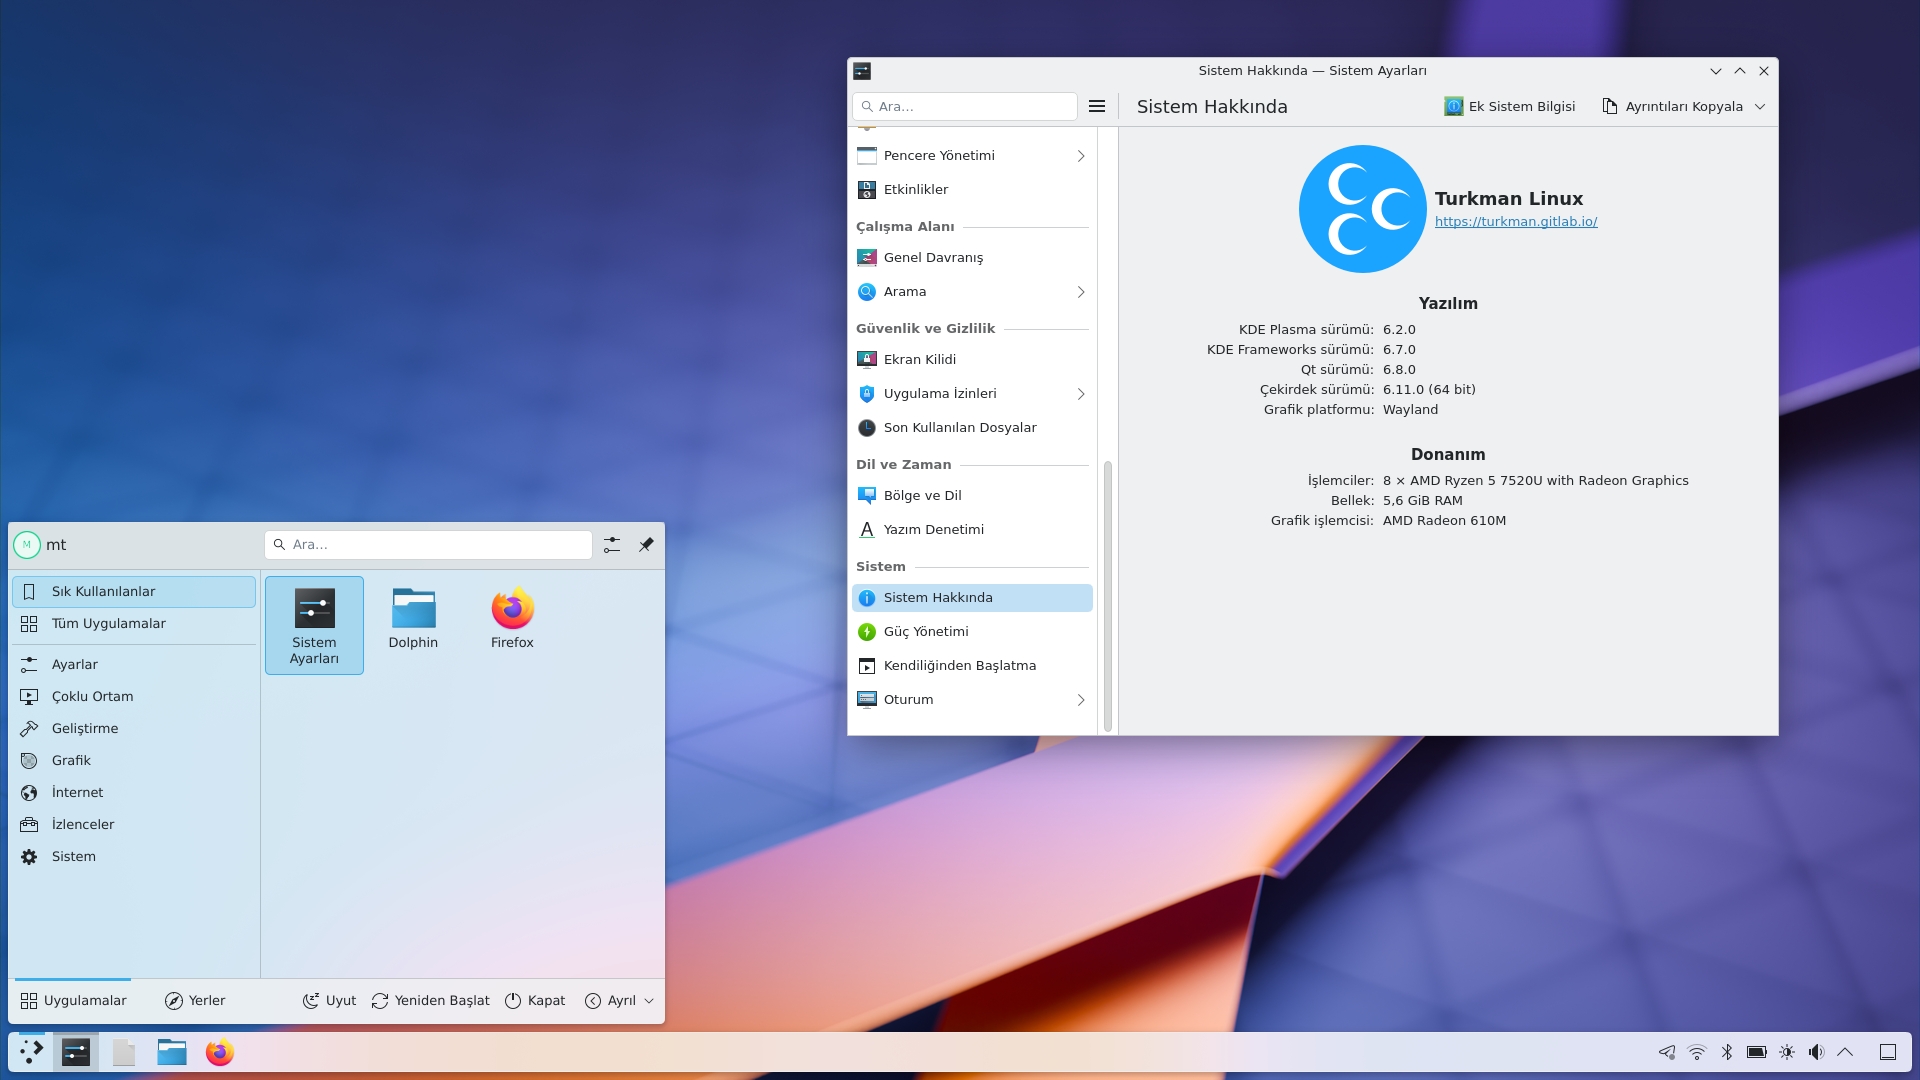 Sistem Hakkında — Sistem Ayarları
Ara...
Sistem Hakkında
Ek Sistem Bilgisi
Ayrıntıları Kopyala
Pencere Yönetimi
Etkinlikler
Çalışma Alanı
Genel Davranış
Arama
Güvenlik ve Gizlilik
Ekran Kilidi
Uygulama İzinleri
Son Kullanılan Dosyalar
Dil ve Zaman
Bölge ve Dil
Yazım Denetimi
Sistem
Sistem Hakkında
Güç Yönetimi
Kendiliğinden Başlatma
Oturum
Turkman Linux
https://turkman.gitlab.io/
Yazılım
KDE Plasma sürümü: 6.2.0
KDE Frameworks sürümü: 6.7.0
Qt sürümü: 6.8.0
Çekirdek sürümü: 6.11.0 (64 bit)
Grafik platformu: Wayland
Donanım
İşlemciler: 8 × AMD Ryzen 5 7520U with Radeon Graphics
Bellek: 5,6 GiB RAM
Grafik işlemcisi: AMD Radeon 610M
M
mt
Ara...
Sık Kullanılanlar
Tüm Uygulamalar
Ayarlar
Çoklu Ortam
Geliştirme
Grafik
İnternet
İzlenceler
Sistem
Sistem
Ayarları
Dolphin
Firefox
Uygulamalar
Yerler
Uyut
Yeniden Başlat
Kapat
Ayrıl